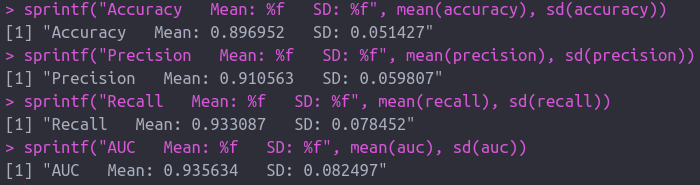 > sprintf("Accuracy   Mean: %f   SD: %f", mean(accuracy), sd(accuracy))
[1] "Accuracy   Mean: 0.896952   SD: 0.051427"
> sprintf("Precision   Mean: %f   SD: %f", mean(precision), sd(precision))
[1] "Precision   Mean: 0.910563   SD: 0.059807"
> sprintf("Recall   Mean: %f   SD: %f", mean(recall), sd(recall))
[1] "Recall   Mean: 0.933087   SD: 0.078452"
> sprintf("AUC   Mean: %f   SD: %f", mean(auc), sd(auc))
[1] "AUC   Mean: 0.935634   SD: 0.082497"